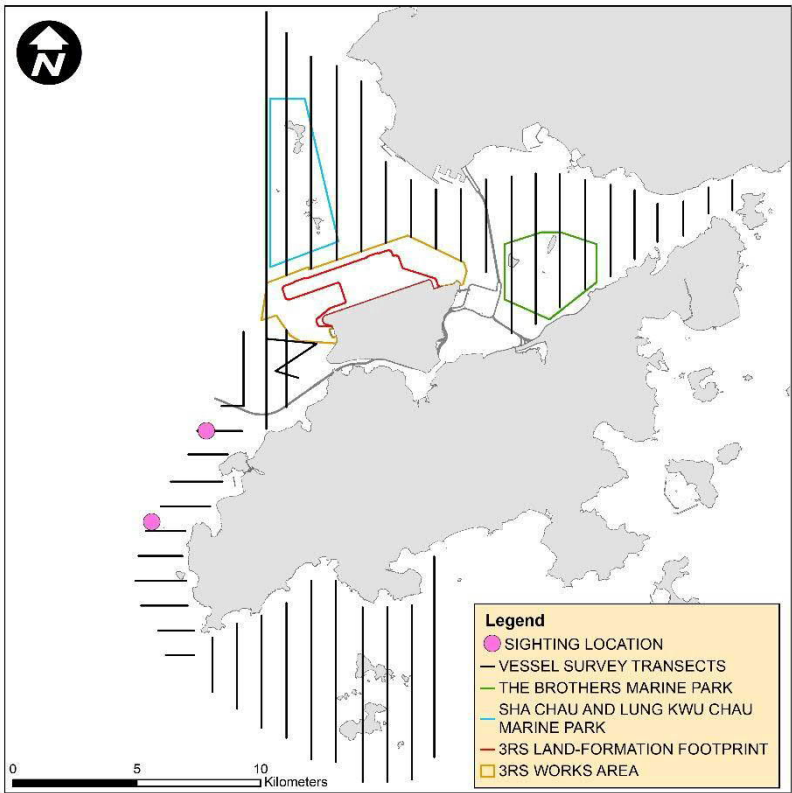 N
Legend
SIGHTING LOCATION
VESSEL SURVEY TRANSECTS
THE BROTHERS MARINE PARK
SHA CHAU AND LUNG KWU CHAU
MARINE PARK
3RS LAND-FORMATION FOOTPRINT
3RS WORKS AREA
0 5 10
Kilometers